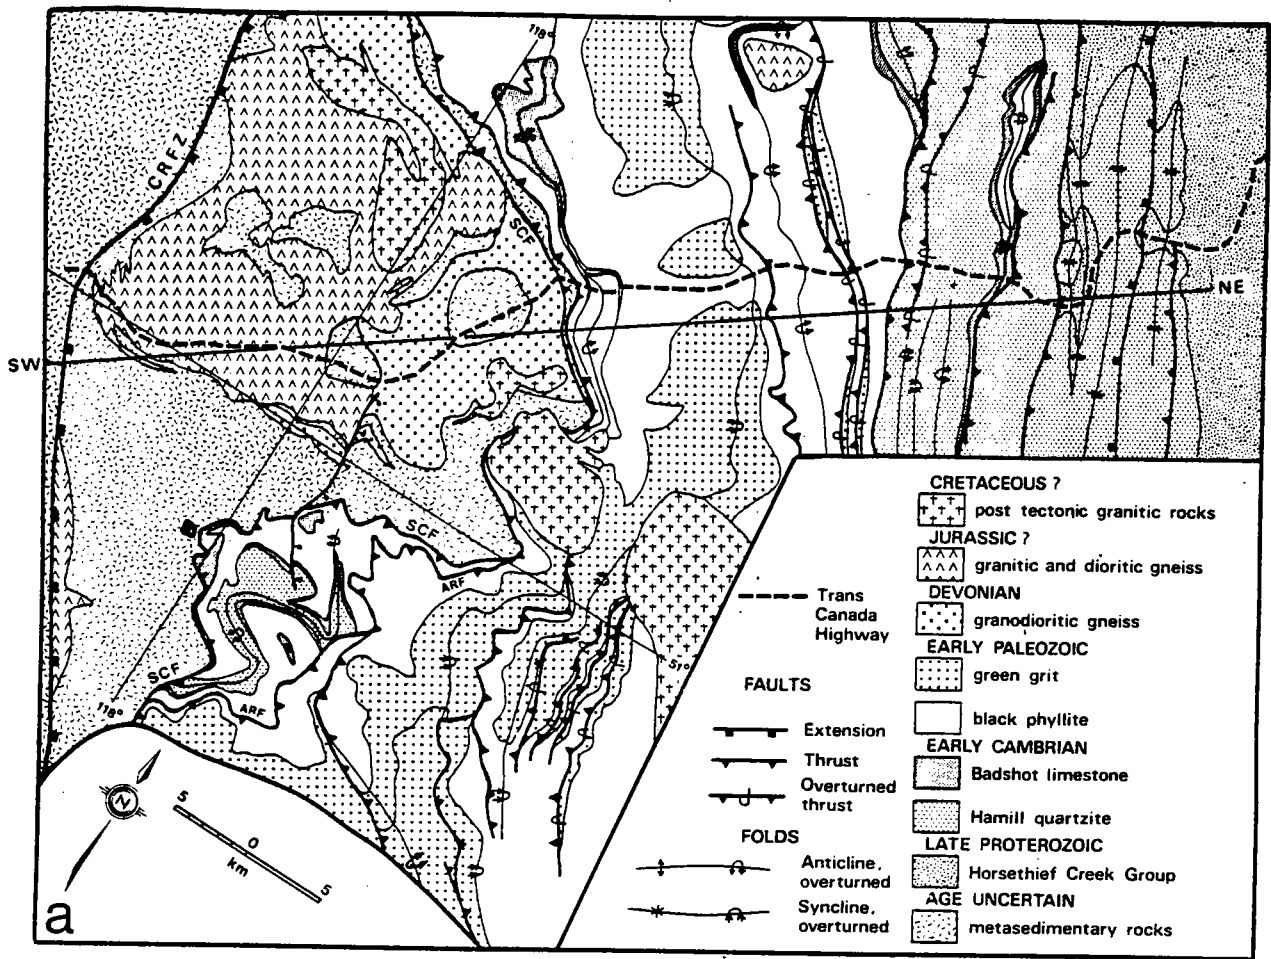 118°
CRFZ
SCF
NE
SW
SCF
ARF
SCF
ARF
118°
51°
N
5
0
km
5
a
Trans
Canada
Highway
FAULTS
Extension
Thrust
Overturned
thrust
FOLDS
Anticline,
overturned
Syncline,
overturned
CRETACEOUS ?
post tectonic granitic rocks
JURASSIC ?
granitic and dioritic gneiss
DEVONIAN
granodioritic gneiss
EARLY PALEOZOIC
green grit
black phyllite
EARLY CAMBRIAN
Badshot limestone
Hamill quartzite
LATE PROTEROZOIC
Horsethief Creek Group
AGE UNCERTAIN
metasedimentary rocks